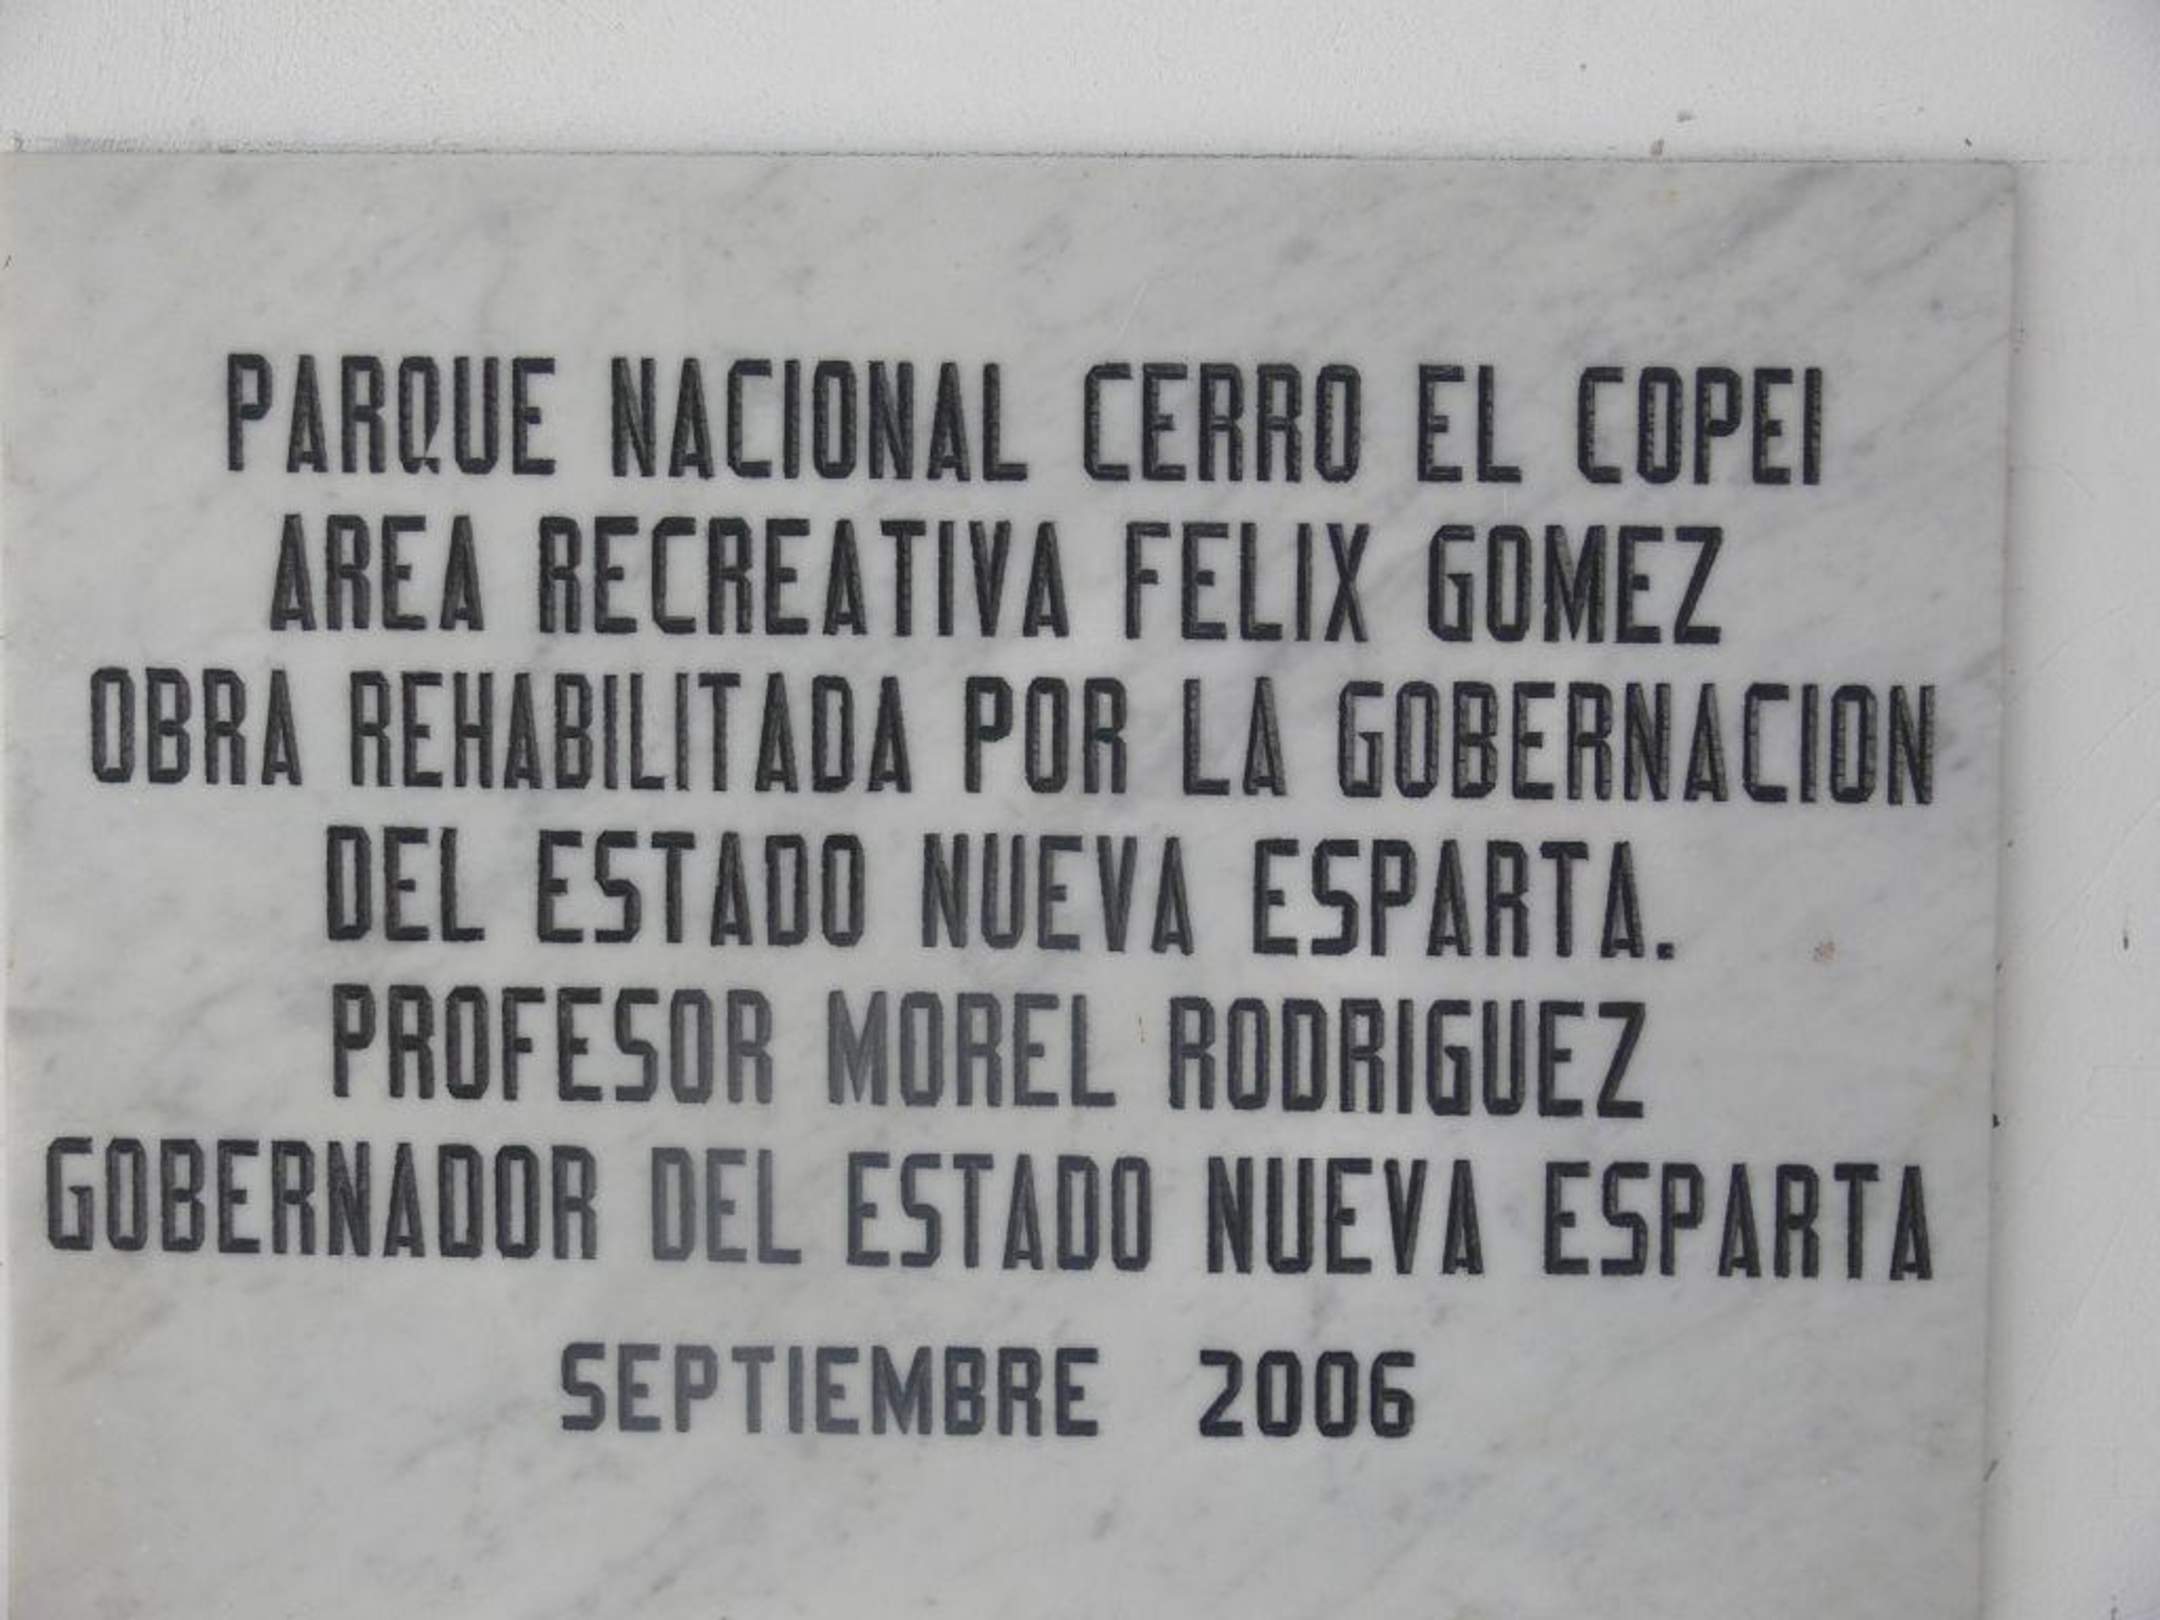 PARQUE NACIONAL CERRO EL COPEI
AREA RECREATIVA FELIX GOMEZ
OBRA REHABILITADA POR LA GOBERNACION
DEL ESTADO NUEVA ESPARTA.
PROFESOR MOREL RODRIGUEZ
GOBERNADOR DEL ESTADO NUEVA ESPARTA
SEPTIEMBRE 2006